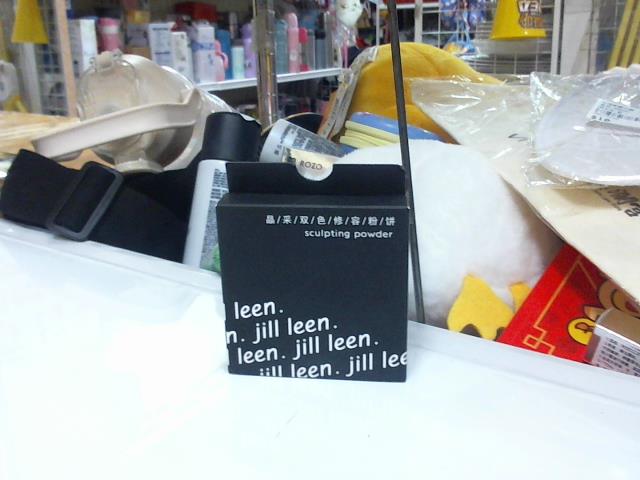 ROZO
晶/采/双/色/修/容/粉/饼
sculpting powder
leen.
n. jill leen.
leen. jill leen.
jill leen. jill lee